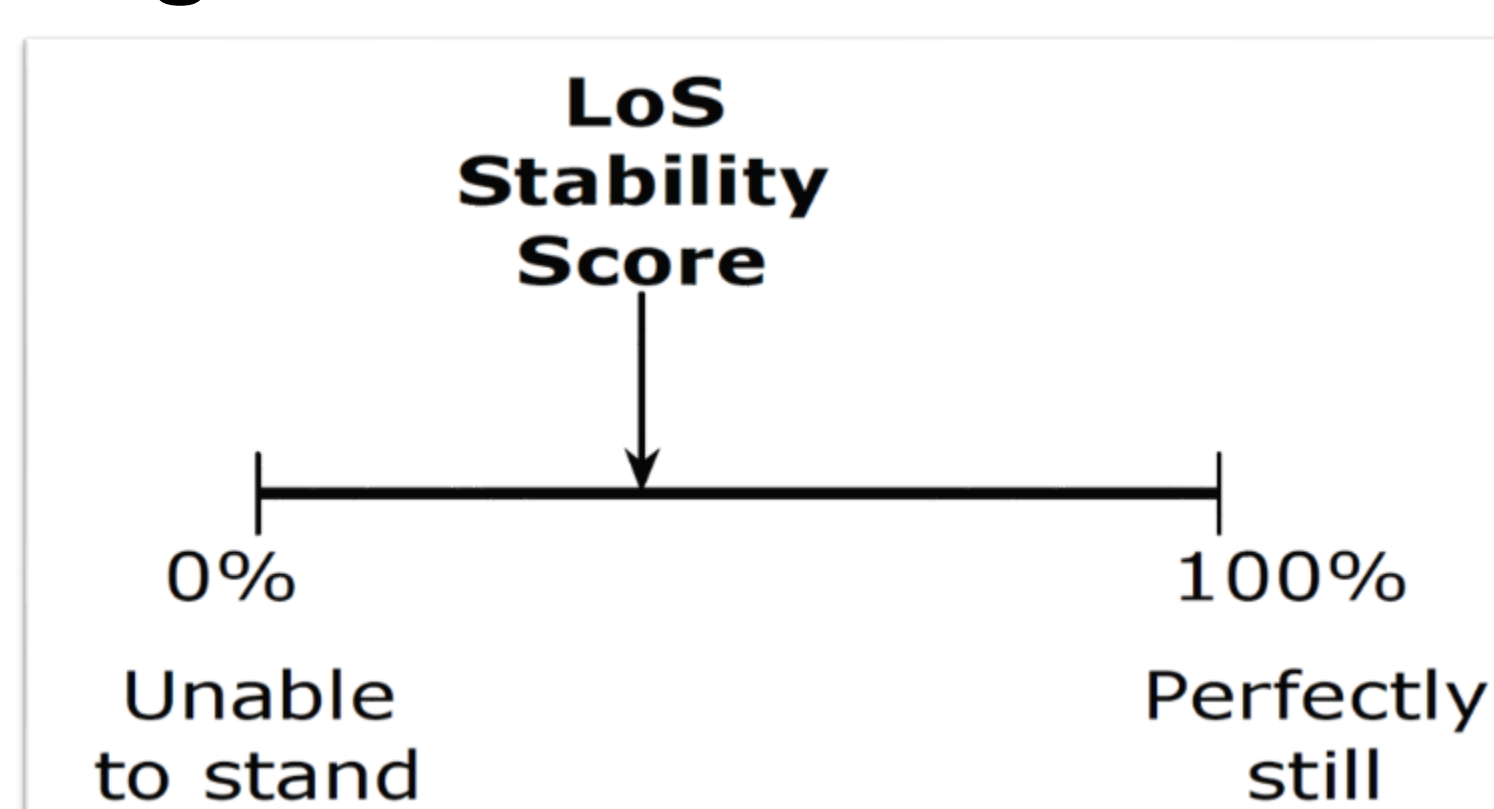 LoS
Stability
Score
0%
100%
Unable
to stand
Perfectly
still